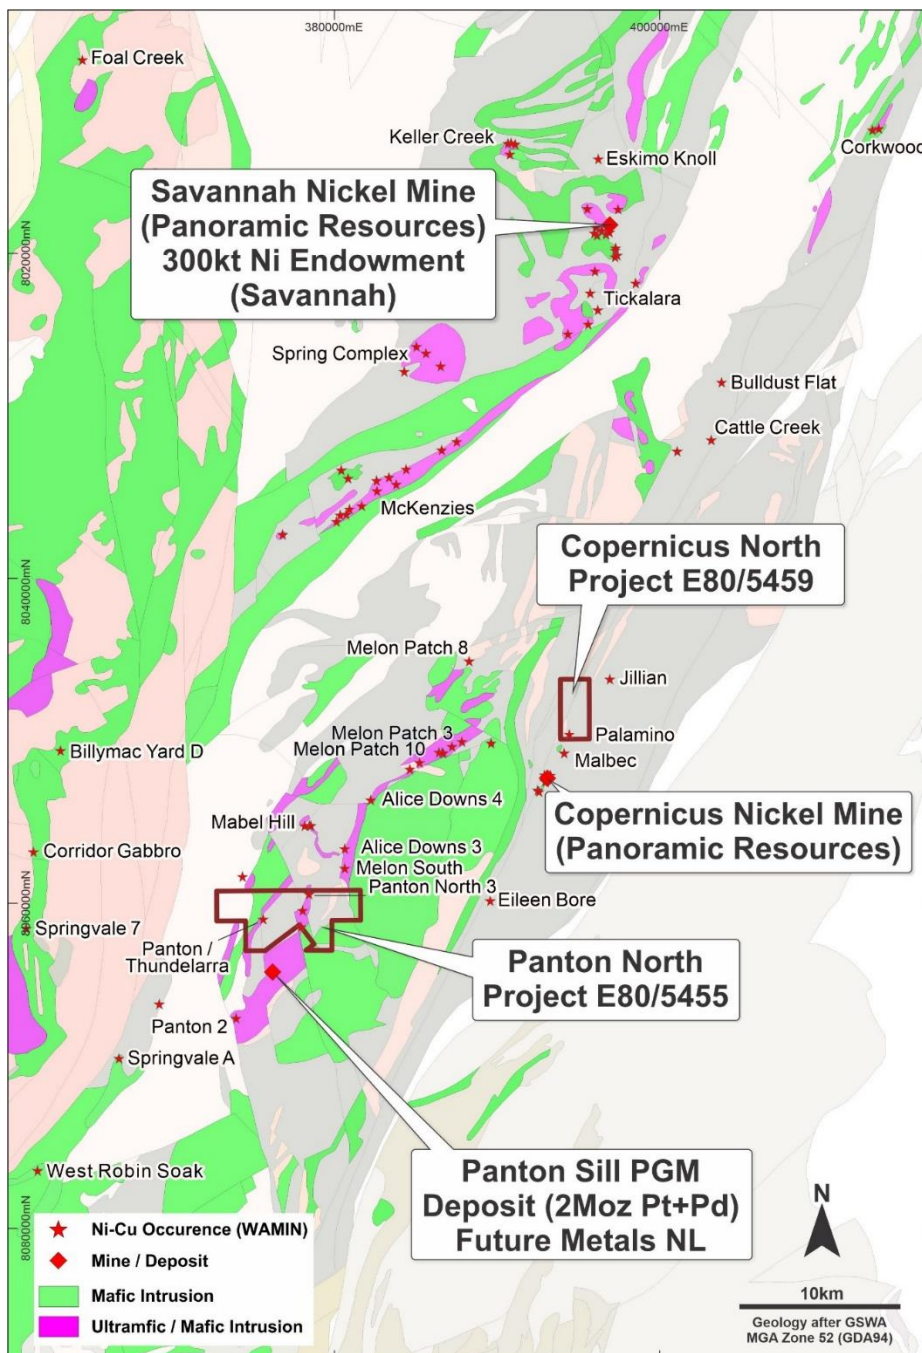 380000mE
400000mE
Foal Creek
Keller Creek
Eskimo Knoll
Corkwood
Savannah Nickel Mine
(Panoramic Resources)
300kt Ni Endowment
(Savannah)
8020000mN
Tickalara
Spring Complex
Bulldust Flat
Cattle Creek
McKenzies
Copernicus North
Project E80/5459
8040000mN
Melon Patch 8
Jillian
Melon Patch 3
Palamino
Melon Patch 10
Malbec
Billymac Yard D
Alice Downs 4
Copernicus Nickel Mine
(Panoramic Resources)
Mabel Hill
Corridor Gabbro
Alice Downs 3
Melon South
Panton North 3
8060000mN
Eileen Bore
Springvale 7
Panton /
Thundelarra
Panton North
Project E80/5455
Panton 2
Springvale A
West Robin Soak
Panton Sill PGM
Deposit (2Moz Pt+Pd)
Future Metals NL
8080000mN
N
Ni-Cu Occurence (WAMIN)
Mine / Deposit
Mafic Intrusion
Ultramfic / Mafic Intrusion
10km
Geology after GSWA
MGA Zone 52 (GDA94)